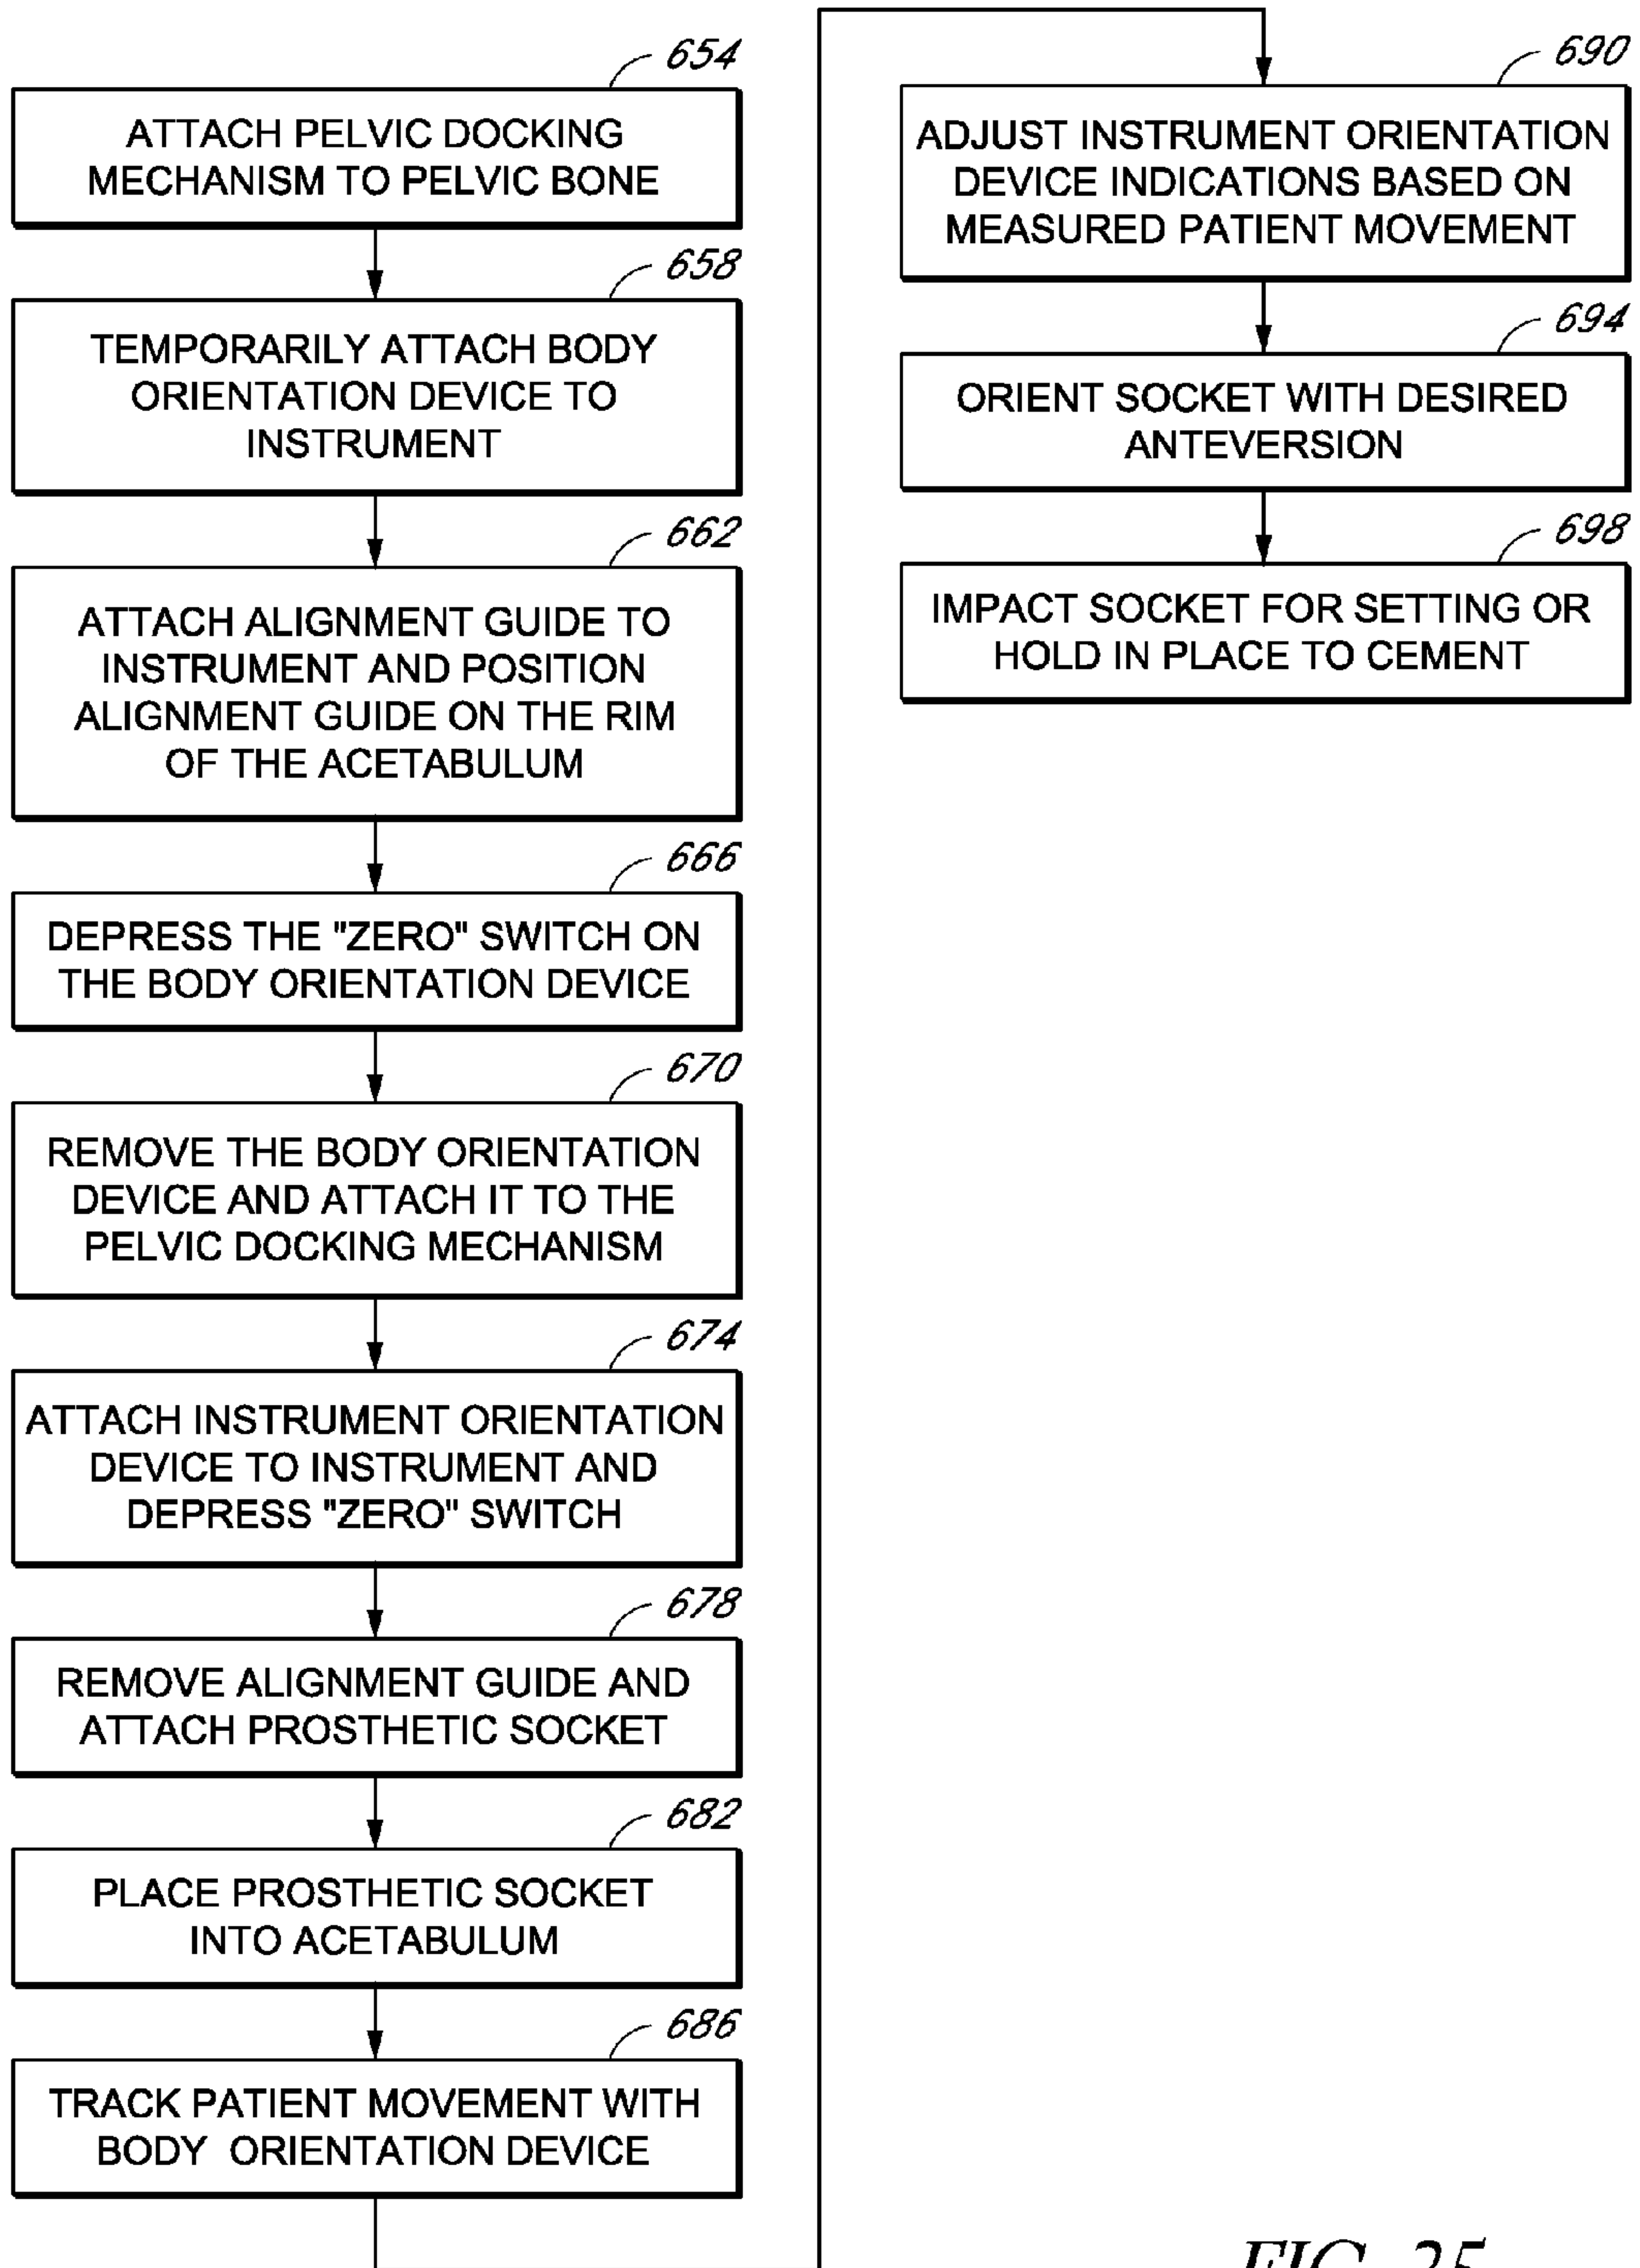 654
ATTACH PELVIC DOCKING
MECHANISM TO PELVIC BONE
658
TEMPORARILY ATTACH BODY
ORIENTATION DEVICE TO
INSTRUMENT
662
ATTACH ALIGNMENT GUIDE TO
INSTRUMENT AND POSITION
ALIGNMENT GUIDE ON THE RIM
OF THE ACETABULUM
666
DEPRESS THE "ZERO" SWITCH ON
THE BODY ORIENTATION DEVICE
670
REMOVE THE BODY ORIENTATION
DEVICE AND ATTACH IT TO THE
PELVIC DOCKING MECHANISM
674
ATTACH INSTRUMENT ORIENTATION
DEVICE TO INSTRUMENT AND
DEPRESS "ZERO" SWITCH
678
REMOVE ALIGNMENT GUIDE AND
ATTACH PROSTHETIC SOCKET
682
PLACE PROSTHETIC SOCKET
INTO ACETABULUM
686
TRACK PATIENT MOVEMENT WITH
BODY ORIENTATION DEVICE
690
ADJUST INSTRUMENT ORIENTATION
DEVICE INDICATIONS BASED ON
MEASURED PATIENT MOVEMENT
694
ORIENT SOCKET WITH DESIRED
ANTEVERSION
698
IMPACT SOCKET FOR SETTING OR
HOLD IN PLACE TO CEMENT
FIG. 25